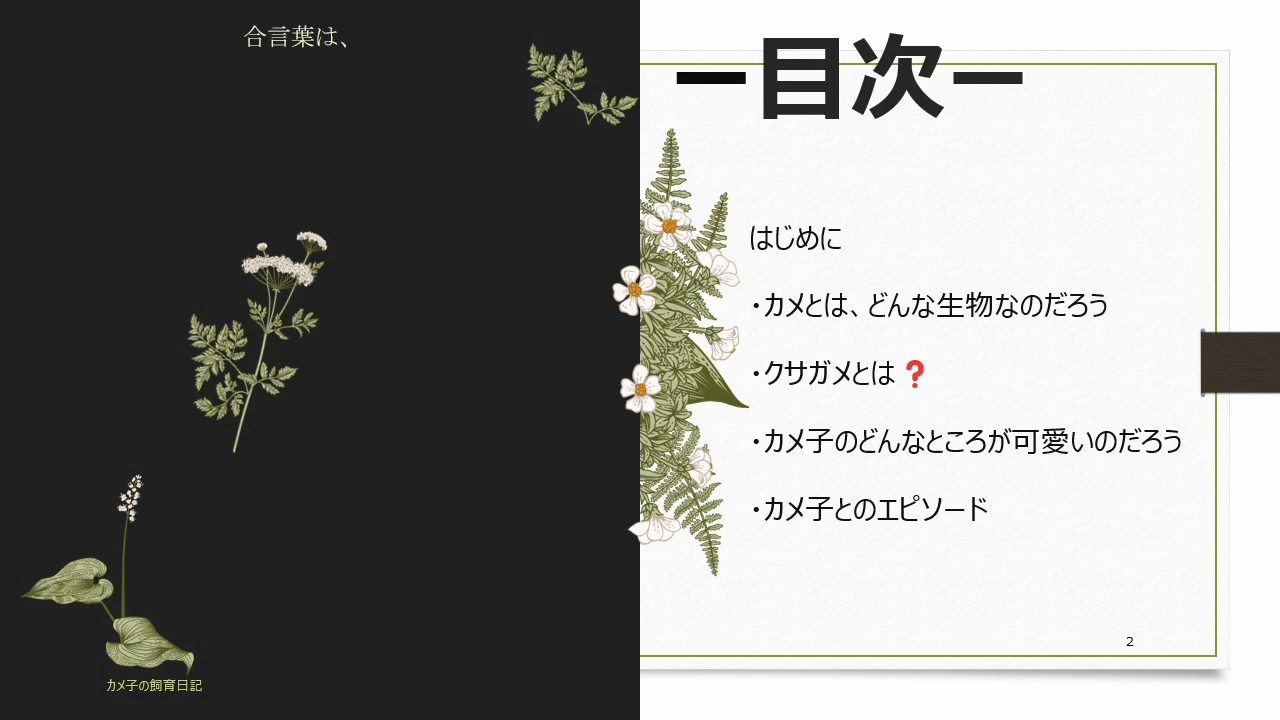 合言葉は、
カメ子の飼育日記
ー目次ー
はじめに
・カメとは、どんな生物なのだろう
・クサガメとは❓
・カメ子のどんなところが可愛いのだろう
・カメ子とのエピソード
2